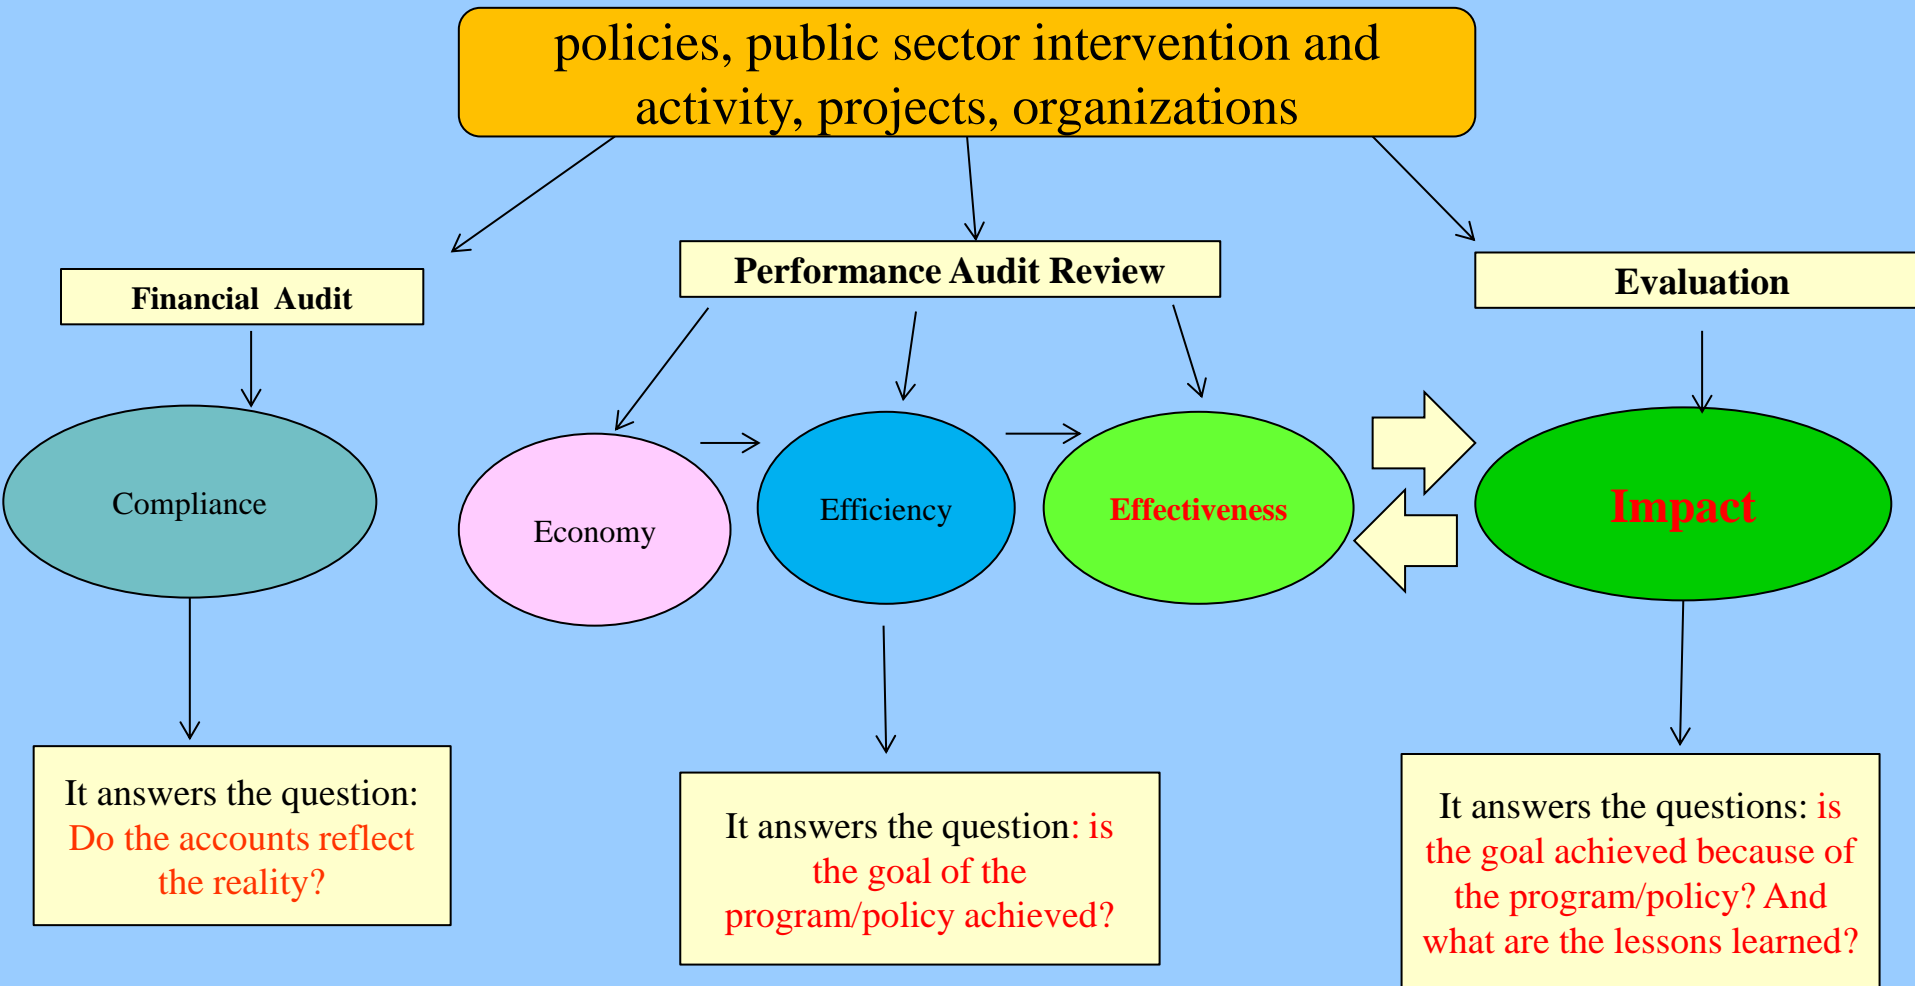 policies, public sector intervention and
activity, projects, organizations
Financial Audit
Performance Audit Review
Evaluation
Compliance
Economy
Efficiency
Effectiveness
Impact
It answers the question:
Do the accounts reflect
the reality?
It answers the question: is
the goal of the
program/policy achieved?
It answers the questions: is
the goal achieved because of
the program/policy? And
what are the lessons learned?